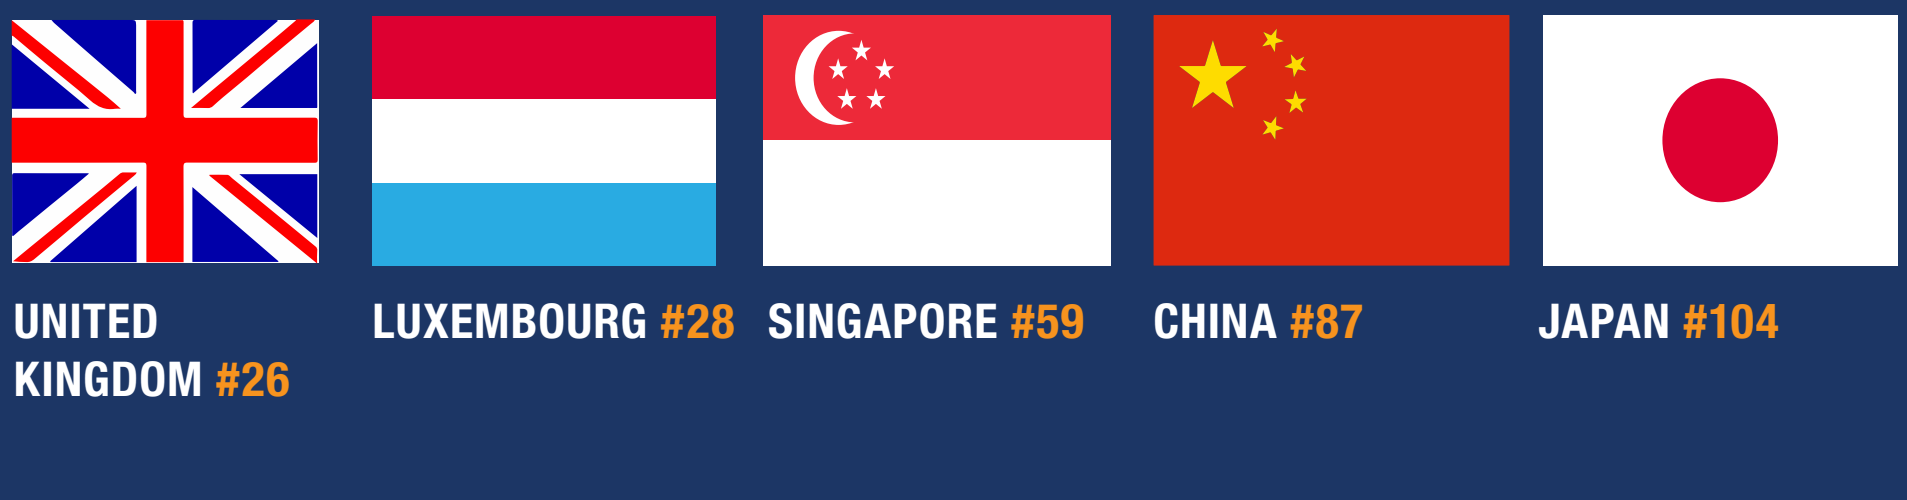 UNITED
KINGDOM #26
LUXEMBOURG #28
SINGAPORE #59
CHINA #87
JAPAN #104